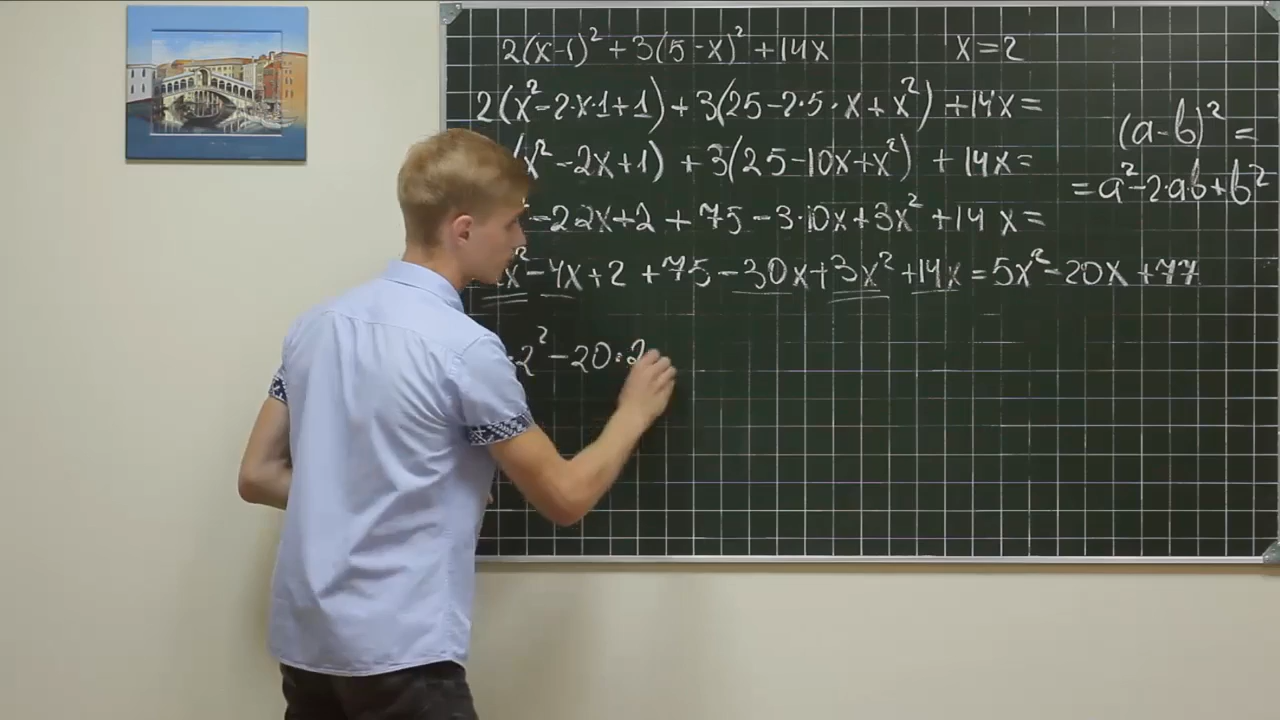 2(x-1)² + 3(5-x)² + 14x x = 2
2(x² - 2·x·1 + 1) + 3(25 - 2·5·x + x²) + 14x =
(x² - 2x + 1) + 3(25 - 10x + x²) + 14x =
- 2·2x + 2 + 75 - 3·10x + 3x² + 14x =
x² - 4x + 2 + 75 - 30x + 3x² + 14x = 5x² - 20x + 77
·2² - 20·2
(a-b)² =
= a² - 2·ab + b²